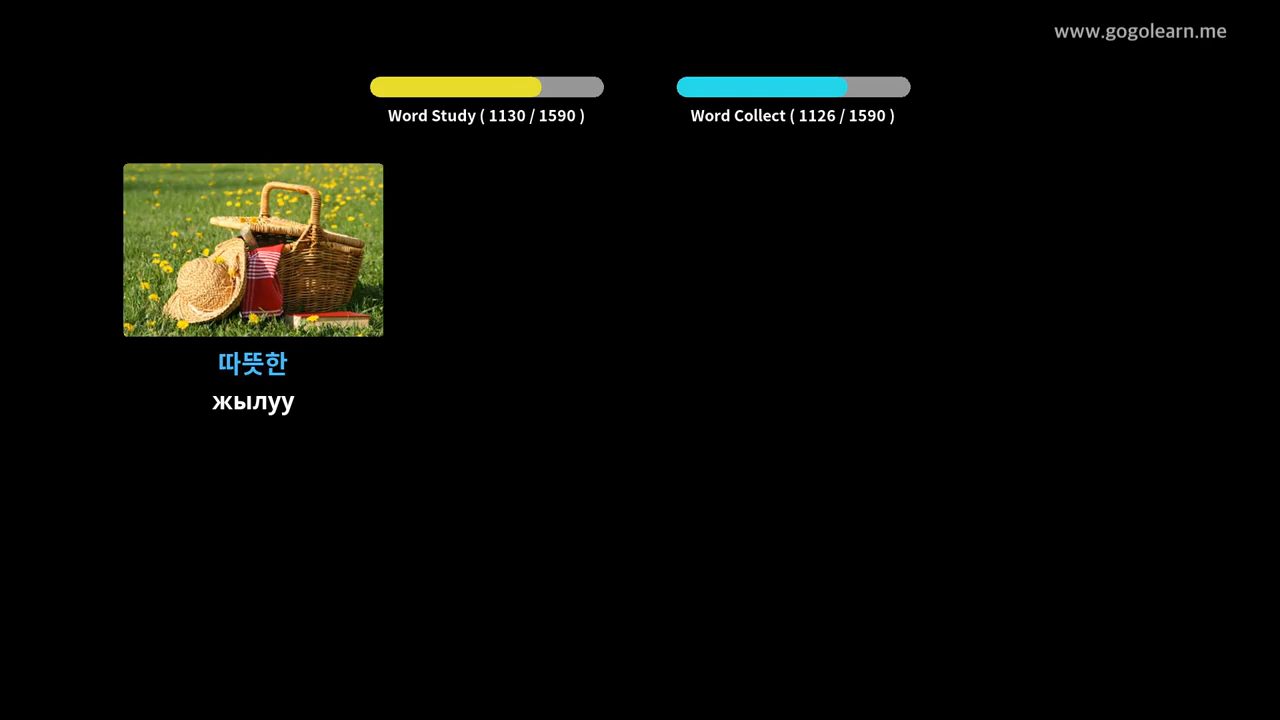 www.gogolearn.me
Word Study ( 1130 / 1590 )
Word Collect ( 1126 / 1590 )
따뜻한
жылуу